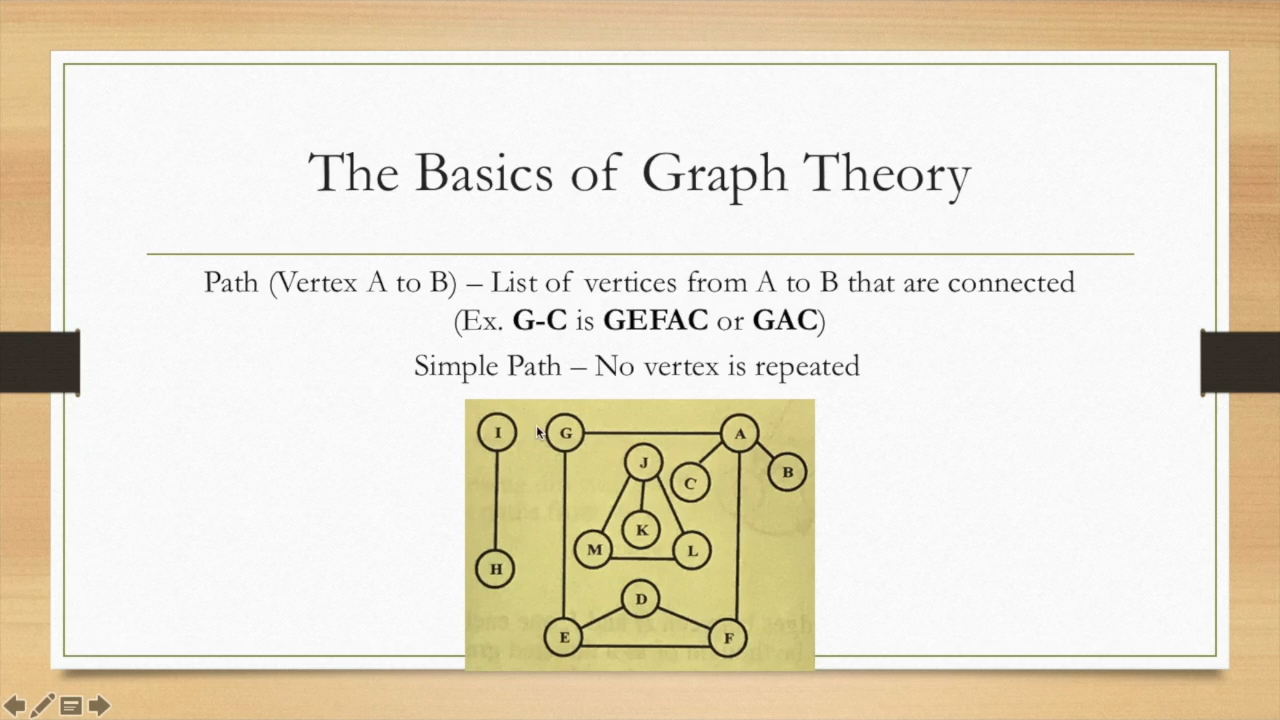 The Basics of Graph Theory
Path (Vertex A to B) – List of vertices from A to B that are connected
(Ex. G-C is GEFAC or GAC)
Simple Path – No vertex is repeated
I G A
J
C B
K
M L
H
D
E F